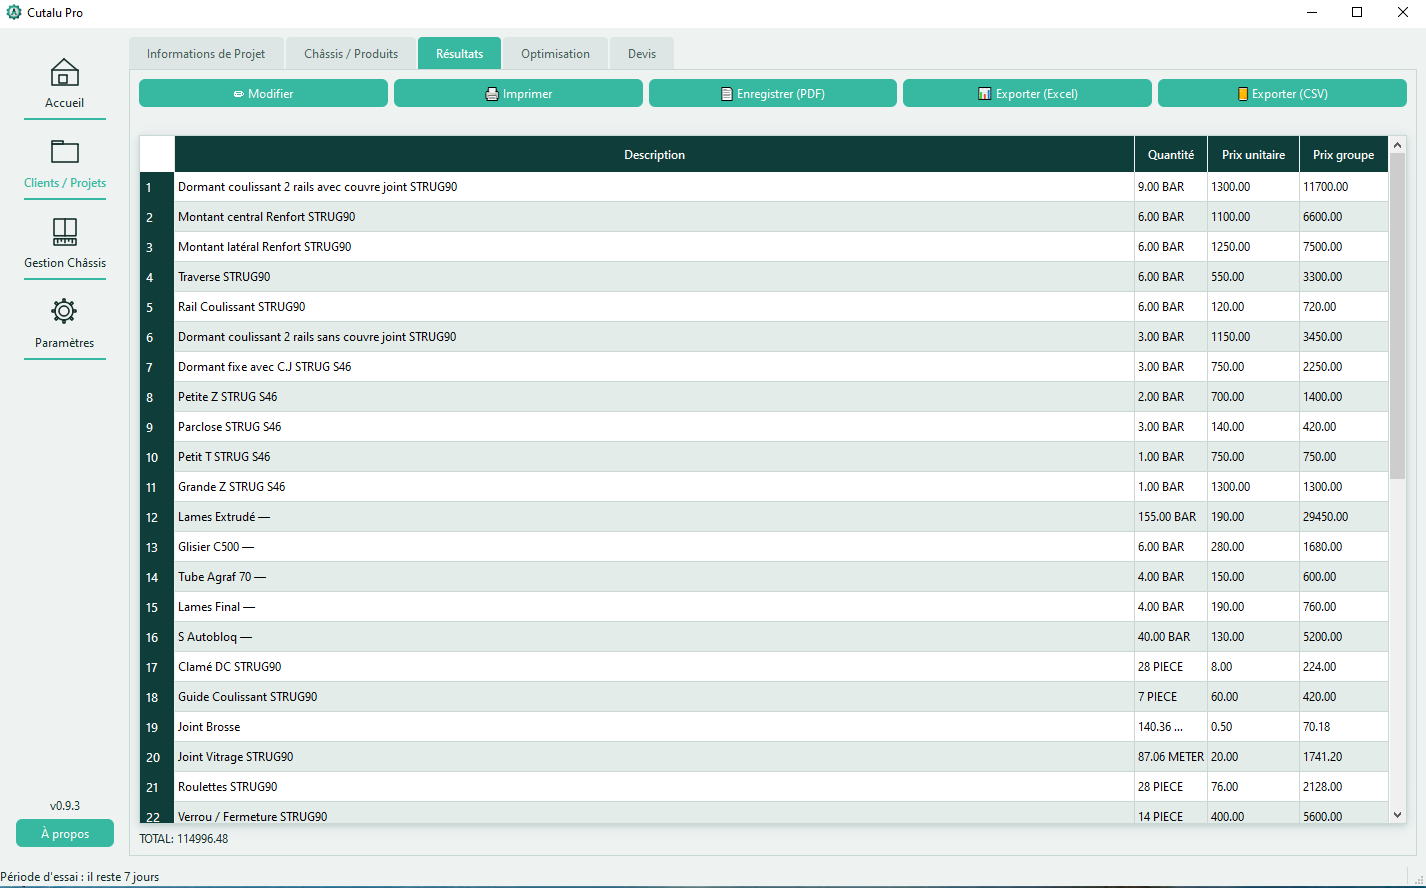 Cutalu Pro
Accueil
Clients / Projets
Gestion Châssis
Paramètres
v0.9.3
À propos
Informations de Projet Châssis / Produits Résultats Optimisation Devis
Modifier Imprimer Enregistrer (PDF) Exporter (Excel) Exporter (CSV)
Description Quantité Prix unitaire Prix groupe
1 Dormant coulissant 2 rails avec couvre joint STRUG90 9.00 BAR 1300.00 11700.00
2 Montant central Renfort STRUG90 6.00 BAR 1100.00 6600.00
3 Montant latéral Renfort STRUG90 6.00 BAR 1250.00 7500.00
4 Traverse STRUG90 6.00 BAR 550.00 3300.00
5 Rail Coulissant STRUG90 6.00 BAR 120.00 720.00
6 Dormant coulissant 2 rails sans couvre joint STRUG90 3.00 BAR 1150.00 3450.00
7 Dormant fixe avec C.J STRUG S46 3.00 BAR 750.00 2250.00
8 Petite Z STRUG S46 2.00 BAR 700.00 1400.00
9 Parclose STRUG S46 3.00 BAR 140.00 420.00
10 Petit T STRUG S46 1.00 BAR 750.00 750.00
11 Grande Z STRUG S46 1.00 BAR 1300.00 1300.00
12 Lames Extrudé — 155.00 BAR 190.00 29450.00
13 Glisier C500 — 6.00 BAR 280.00 1680.00
14 Tube Agraf 70 — 4.00 BAR 150.00 600.00
15 Lames Final — 4.00 BAR 190.00 760.00
16 S Autobloq — 40.00 BAR 130.00 5200.00
17 Clamé DC STRUG90 28 PIECE 8.00 224.00
18 Guide Coulissant STRUG90 7 PIECE 60.00 420.00
19 Joint Brosse 140.36 ... 0.50 70.18
20 Joint Vitrage STRUG90 87.06 METER 20.00 1741.20
21 Roulettes STRUG90 28 PIECE 76.00 2128.00
22 Verrou / Fermeture STRUG90 14 PIECE 400.00 5600.00
TOTAL: 114996.48
Période d'essai : il reste 7 jours